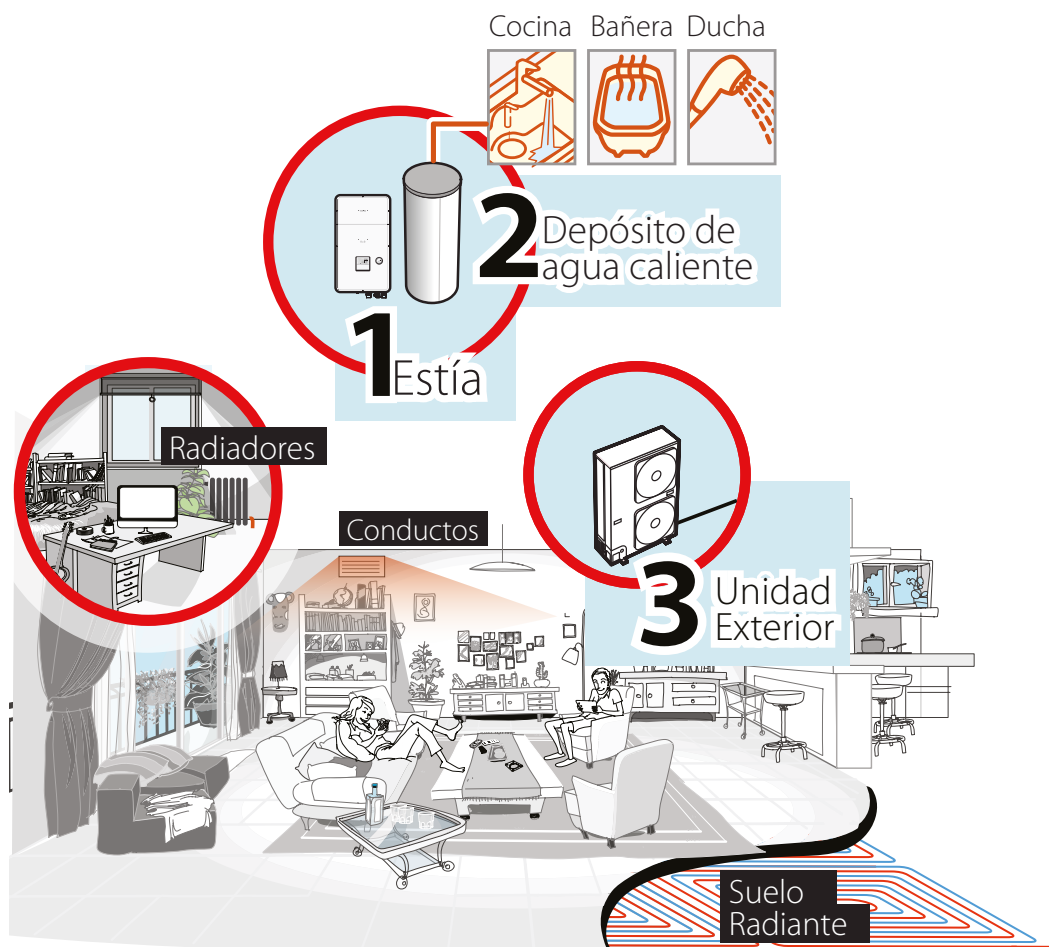 Cocina Bañera Ducha
2 Depósito de
agua caliente
1 Estía
Radiadores
Conductos
3 Unidad
Exterior
Suelo
Radiante